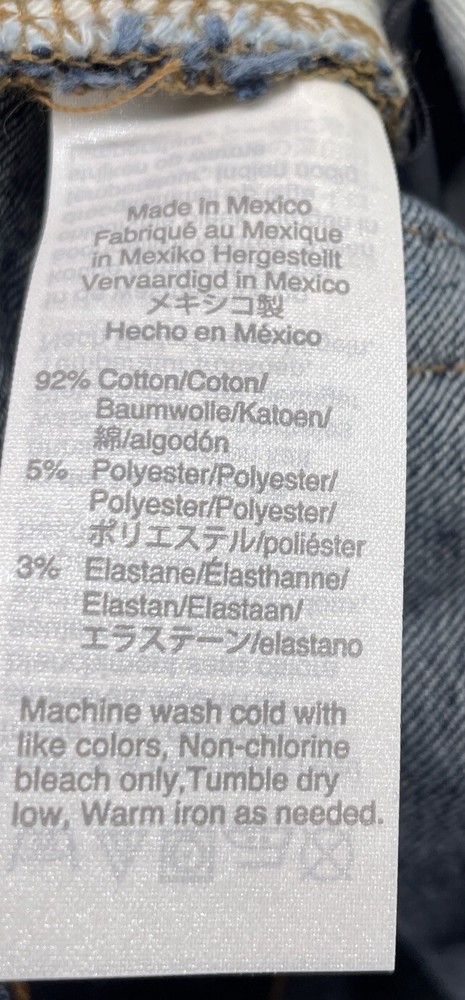 Made in Mexico
Fabriqué au Mexique
in Mexiko Hergestellt
Vervaardigd in Mexico
メキシコ製
Hecho en México
92% Cotton/Coton/
Baumwolle/Katoen/
綿/algodón
5% Polyester/Polyester/
Polyester/Polyester/
ポリエステル/poliéster
3% Elastane/Élasthanne/
Elastan/Elastaan/
エラステーン/elastano
Machine wash cold with
like colors, Non-chlorine
bleach only,Tumble dry
low, Warm iron as needed.